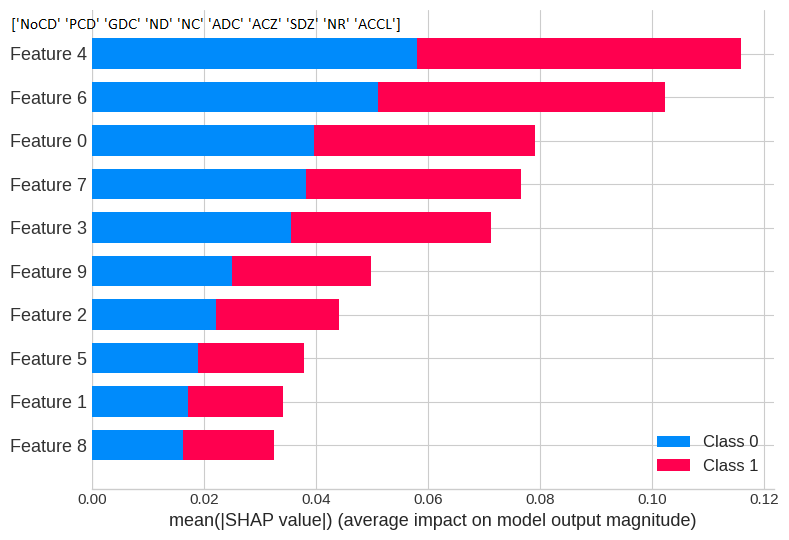 ['NoCD' 'PCD' 'GDC' 'ND' 'NC' 'ADC' 'ACZ' 'SDZ' 'NR' 'ACCL']
Feature 4
Feature 6
Feature 0
Feature 7
Feature 3
Feature 9
Feature 2
Feature 5
Feature 1
Feature 8
Class 0
Class 1
0.00 0.02 0.04 0.06 0.08 0.10 0.12
mean(|SHAP value|) (average impact on model output magnitude)